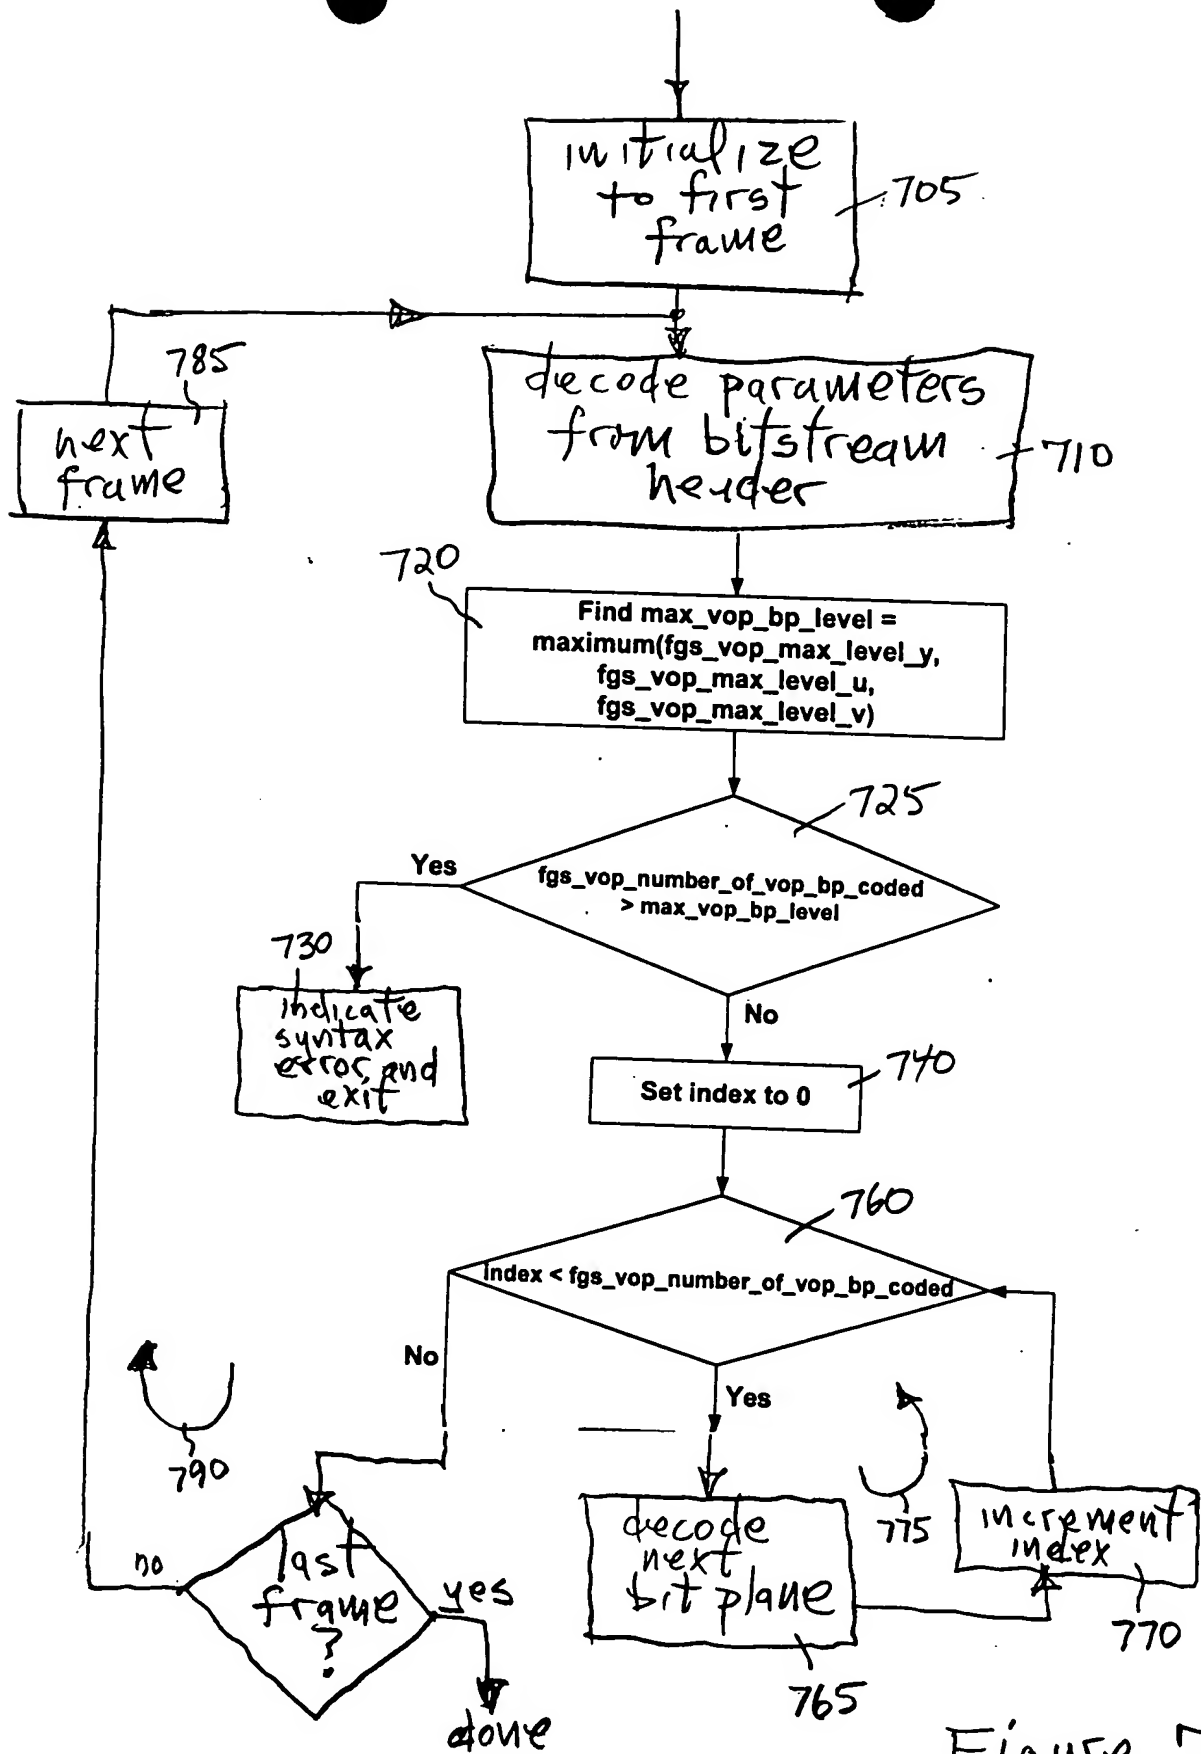 initialize
to first
frame
705
785
next
frame
decode parameters
from bitstream
header
710
720
Find max_vop_bp_level =
maximum(fgs_vop_max_level_y,
fgs_vop_max_level_u,
fgs_vop_max_level_v)
725
Yes
fgs_vop_number_of_vop_bp_coded
> max_vop_bp_level
730
indicate
syntax
error, and
exit
No
740
Set index to 0
760
Index < fgs_vop_number_of_vop_bp_coded
No
Yes
790
775
decode
next
bit plane
increment
index
no
last
frame
?
yes
770
765
done
Figure